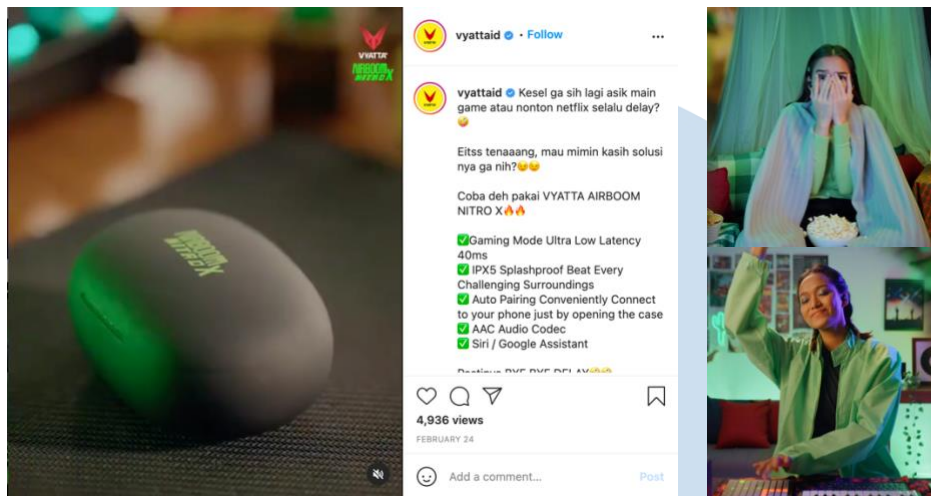 VYATTA
AIRBOOM
NITRO X
AIRBOOM
NITRO X
vyattaid • Follow
vyattaid Kesel ga sih lagi asik main
game atau nonton netflix selalu delay?
🤣
Eitss tenaaang, mau mimin kasih solusi
nya ga nih?😉😉
Coba deh pakai VYATTA AIRBOOM
NITRO X🔥🔥
✅Gaming Mode Ultra Low Latency
40ms
✅ IPX5 Splashproof Beat Every
Challenging Surroundings
✅ Auto Pairing Conveniently Connect
to your phone just by opening the case
✅ AAC Audio Codec
✅ Siri / Google Assistant
4,936 views
FEBRUARY 24
Add a comment...
Post